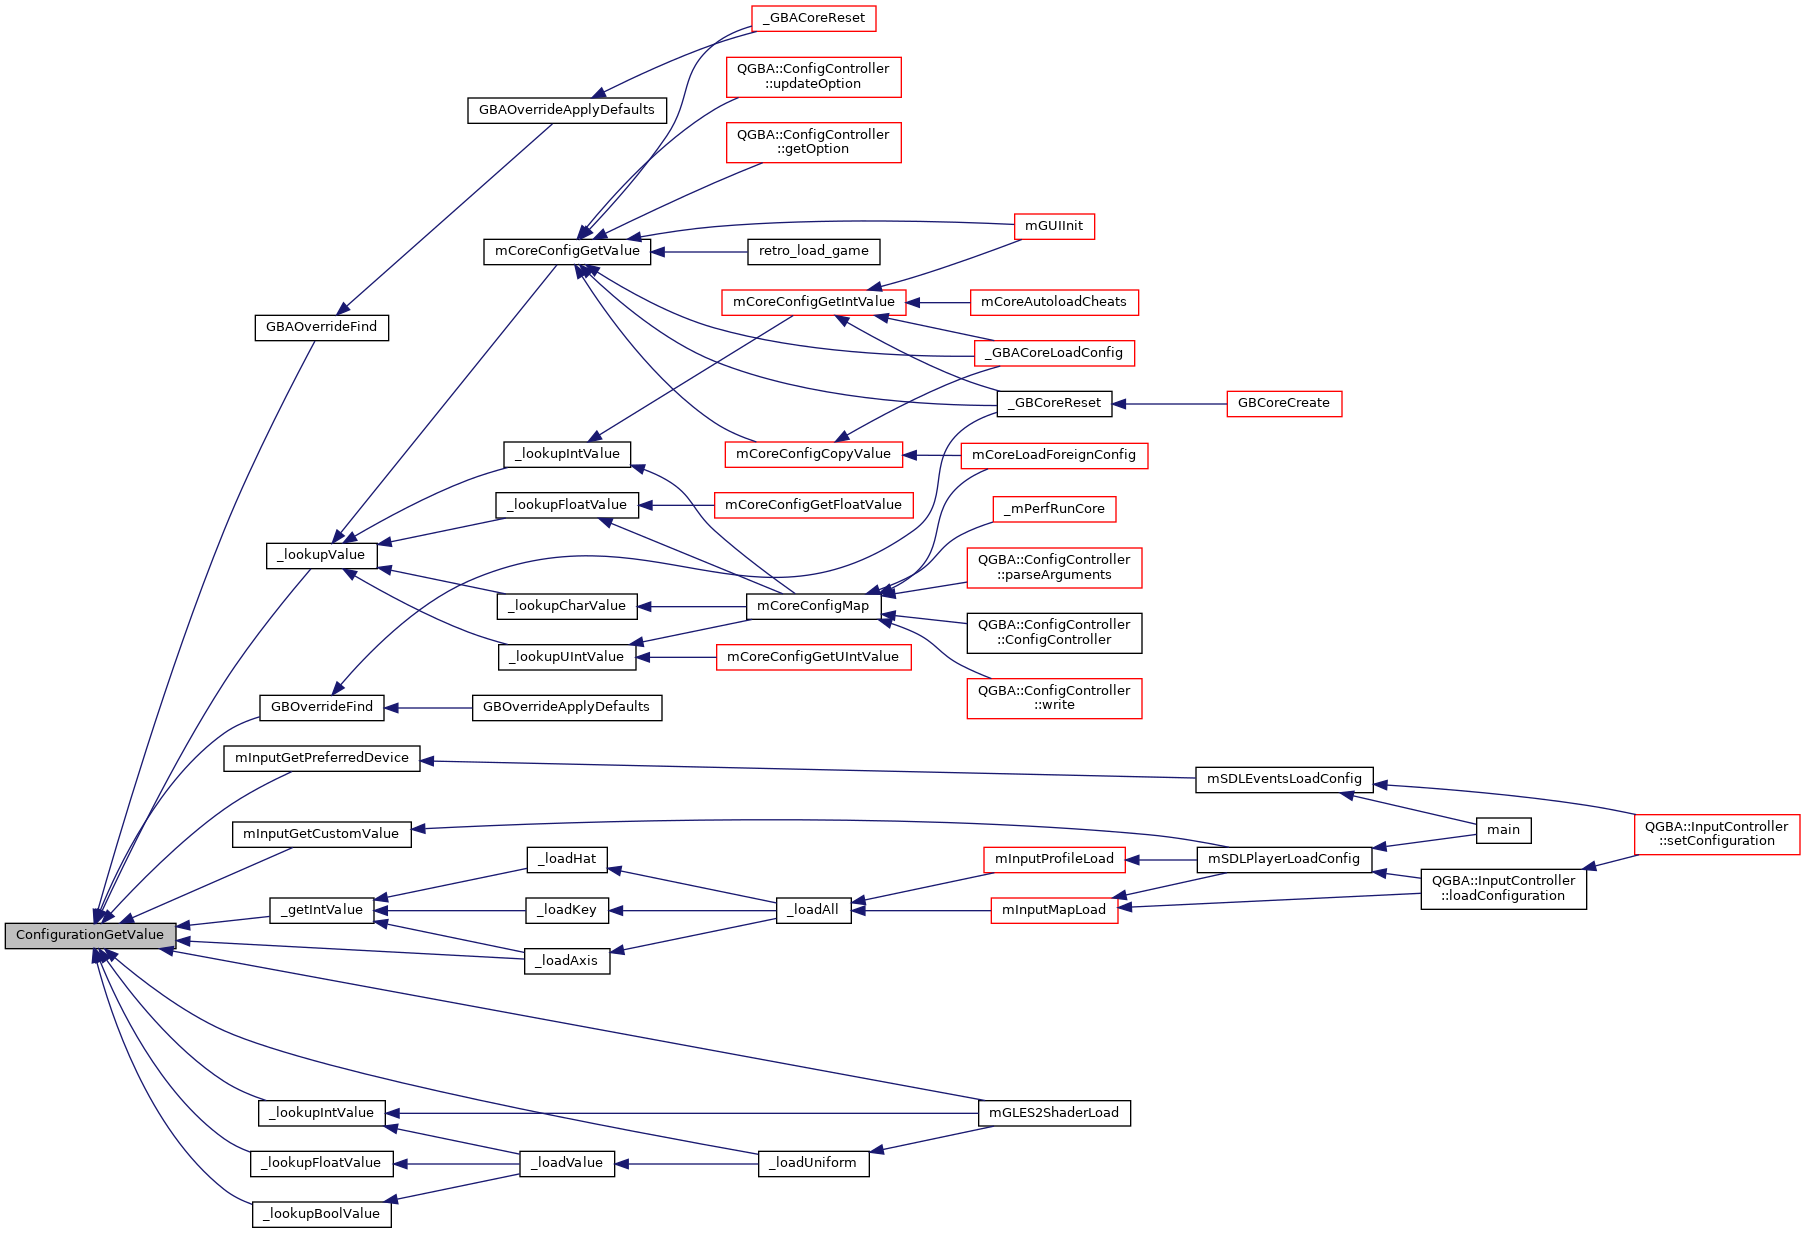 _GBACoreReset
QGBA::ConfigController
::updateOption
GBAOverrideApplyDefaults
QGBA::ConfigController
::getOption
mGUIInit
mCoreConfigGetValue
retro_load_game
mCoreConfigGetIntValue
mCoreAutoloadCheats
GBAOverrideFind
_GBACoreLoadConfig
_GBCoreReset
GBCoreCreate
_lookupIntValue
mCoreConfigCopyValue
mCoreLoadForeignConfig
_lookupFloatValue
mCoreConfigGetFloatValue
_mPerfRunCore
_lookupValue
QGBA::ConfigController
::parseArguments
_lookupCharValue
mCoreConfigMap
QGBA::ConfigController
::ConfigController
_lookupUIntValue
mCoreConfigGetUIntValue
QGBA::ConfigController
::write
GBOverrideFind
GBOverrideApplyDefaults
mInputGetPreferredDevice
mSDLEventsLoadConfig
mInputGetCustomValue
main
QGBA::InputController
::setConfiguration
_loadHat
mInputProfileLoad
mSDLPlayerLoadConfig
QGBA::InputController
::loadConfiguration
_getIntValue
_loadKey
_loadAll
mInputMapLoad
ConfigurationGetValue
_loadAxis
_lookupIntValue
mGLES2ShaderLoad
_lookupFloatValue
_loadValue
_loadUniform
_lookupBoolValue